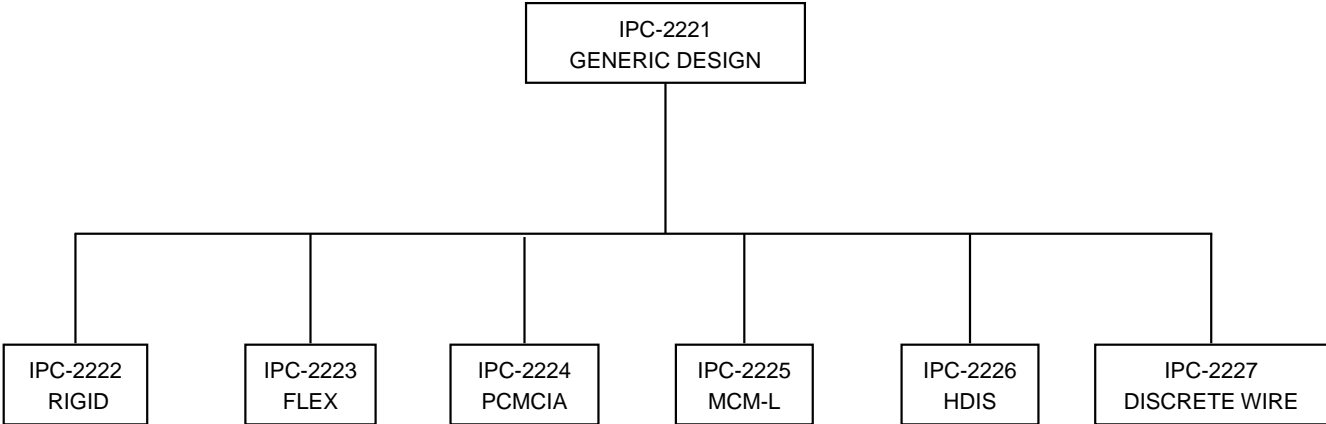 IPC-2221
GENERIC DESIGN
IPC-2222
RIGID
IPC-2223
FLEX
IPC-2224
PCMCIA
IPC-2225
MCM-L
IPC-2226
HDIS
IPC-2227
DISCRETE WIRE